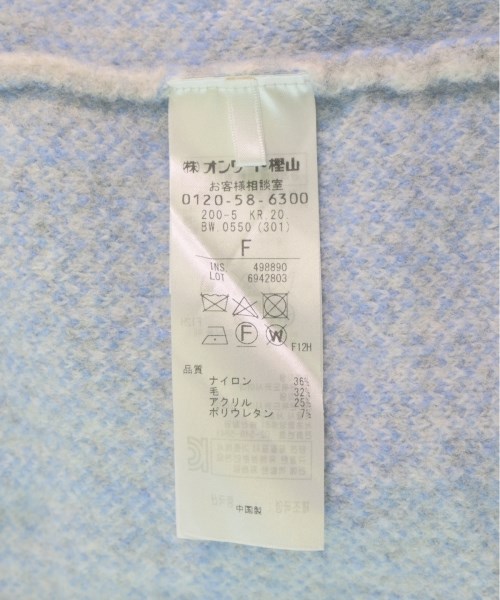 ㈱オンワード樫山
お客様相談室
0120-58-6300
200-5 KR.20.
BW.0550(301)
F
INS 498890
LOT 6942803
F W
F12H
品質
ナイロン 36%
毛 32%
アクリル 25%
ポリウレタン 7%
中国製